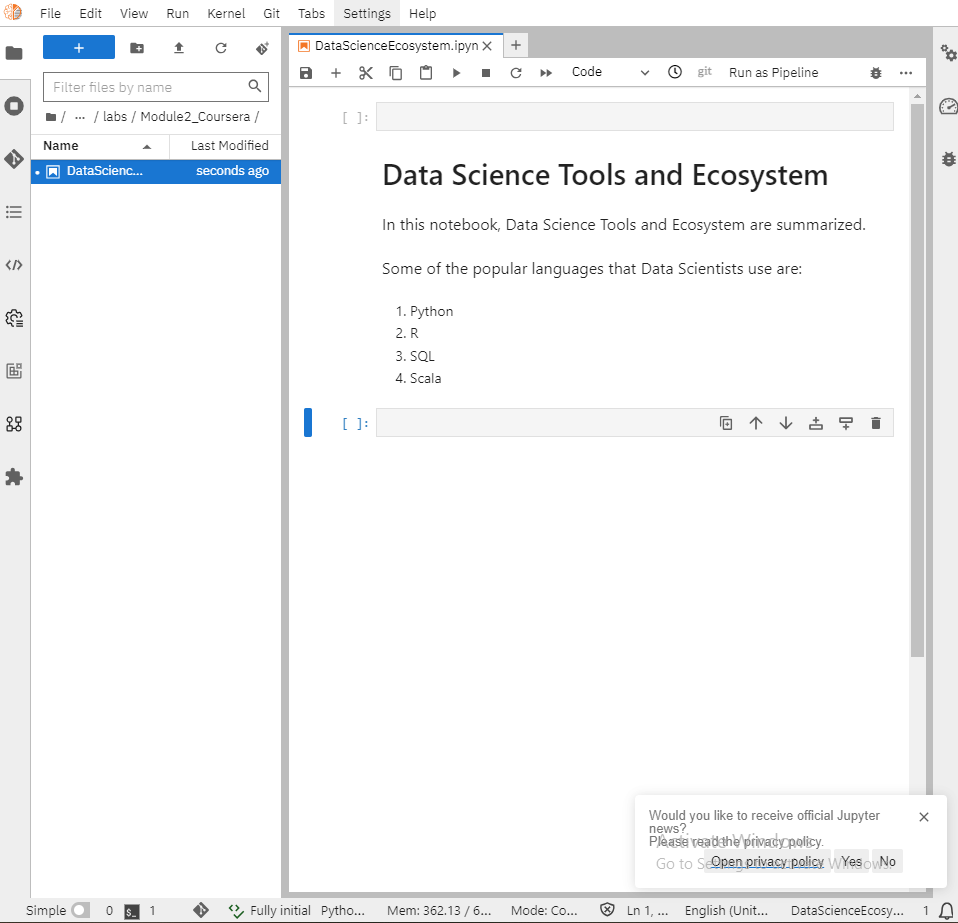 File Edit View Run Kernel Git Tabs Settings Help
DataScienceEcosystem.ipyn
Code
git
Run as Pipeline
Filter files by name
/ ... / labs / Module2_Coursera /
Name
Last Modified
DataScienc...
seconds ago
[ ]:
Data Science Tools and Ecosystem
In this notebook, Data Science Tools and Ecosystem are summarized.
Some of the popular languages that Data Scientists use are:
1. Python
2. R
3. SQL
4. Scala
[ ]:
Would you like to receive official Jupyter
news?
Please read the privacy policy.
Activate Windows
Go to Settings to activate Windows.
Open privacy policy Yes No
Simple 0 $_ 1 Fully initial Pytho... Mem: 362.13 / 6... Mode: Co... Ln 1, ... English (Unit... DataScienceEcosy... 1